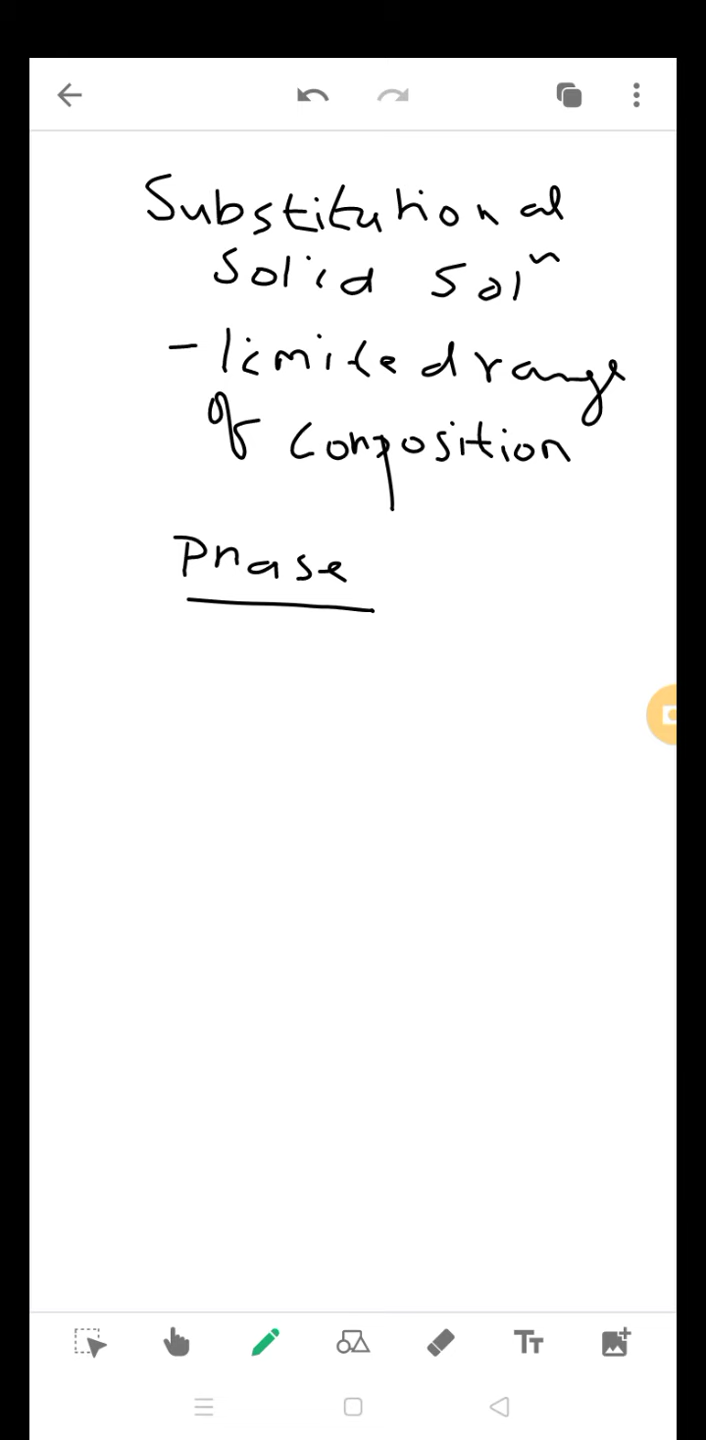 Substitutional
Solid Solⁿ
- limited range
of Composition
Phase